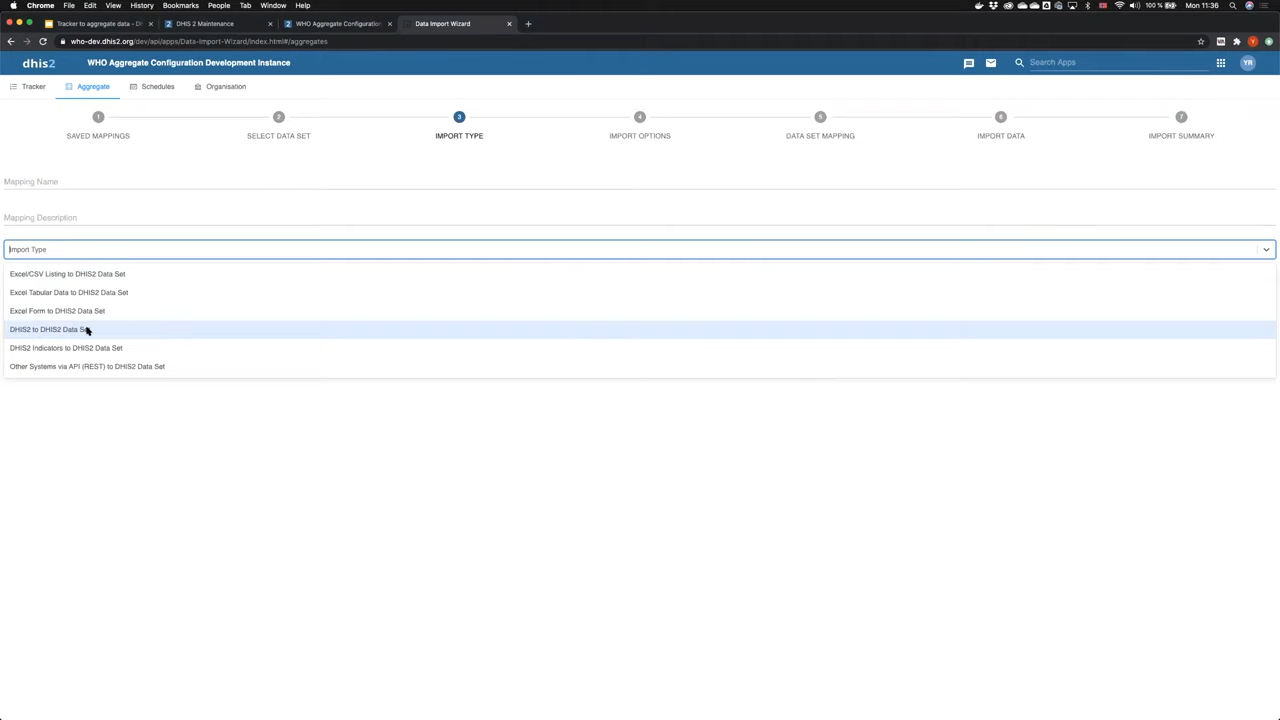 Chrome File Edit View History Bookmarks People Tab Window Help 100 % Mon 11:36
Tracker to aggregate data - D DHIS 2 Maintenance WHO Aggregate Configuration Data Import Wizard
who-dev.dhis2.org/dev/api/apps/Data-Import-Wizard/index.html#/aggregates
dhis2 WHO Aggregate Configuration Development Instance Search Apps YR
Tracker Aggregate Schedules Organisation
1 2 3 4 5 6 7
SAVED MAPPINGS SELECT DATA SET IMPORT TYPE IMPORT OPTIONS DATA SET MAPPING IMPORT DATA IMPORT SUMMARY
Mapping Name
Mapping Description
Import Type
Excel/CSV Listing to DHIS2 Data Set
Excel Tabular Data to DHIS2 Data Set
Excel Form to DHIS2 Data Set
DHIS2 to DHIS2 Data Set
DHIS2 Indicators to DHIS2 Data Set
Other Systems via API (REST) to DHIS2 Data Set